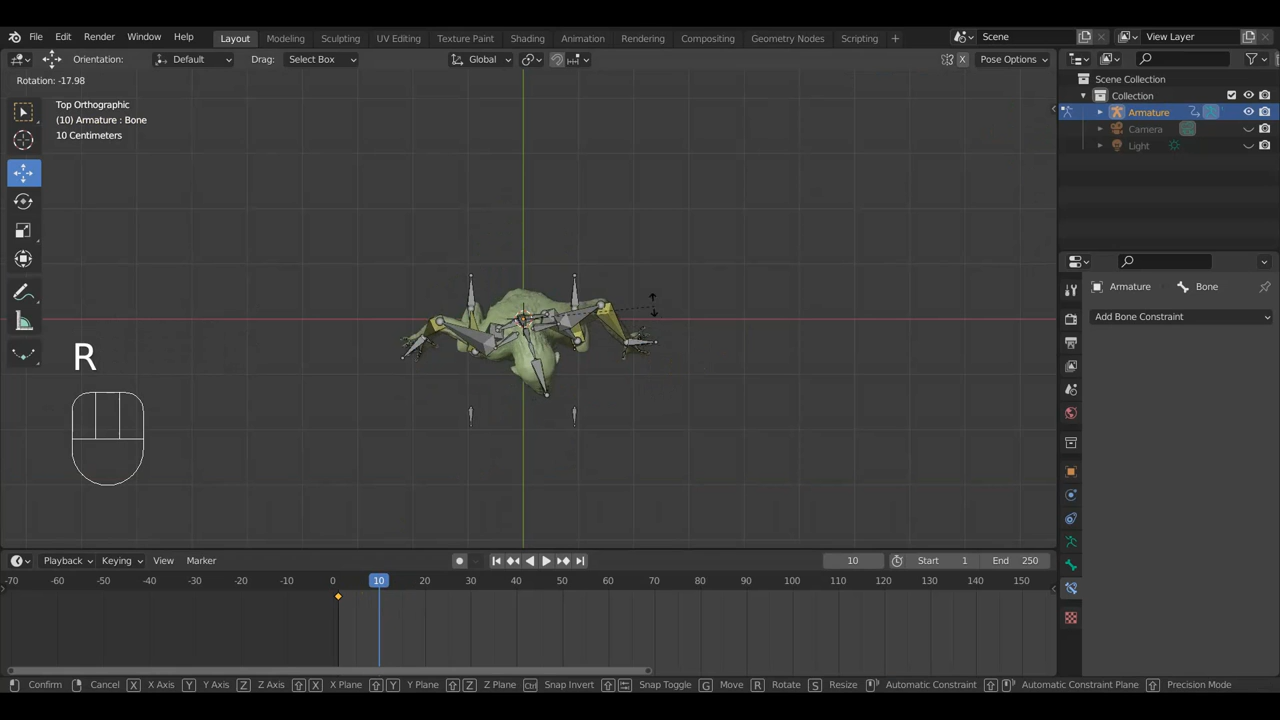 File Edit Render Window Help Layout Modeling Sculpting UV Editing Texture Paint Shading Animation Rendering Compositing Geometry Nodes Scripting + Scene View Layer
Orientation: Default Drag: Select Box Global X Pose Options
Rotation: -17.98
Top Orthographic
(10) Armature : Bone
10 Centimeters
Scene Collection
Collection
Armature
Camera
Light
Armature Bone
Add Bone Constraint
R
Playback Keying View Marker 10 Start 1 End 250
-70 -60 -50 -40 -30 -20 -10 0 10 20 30 40 50 60 70 80 90 100 110 120 130 140 150
Confirm Cancel X X Axis Y Y Axis Z Z Axis X X Plane Y Y Plane Z Z Plane Ctrl Snap Invert Snap Toggle G Move R Rotate S Resize Automatic Constraint Automatic Constraint Plane Precision Mode